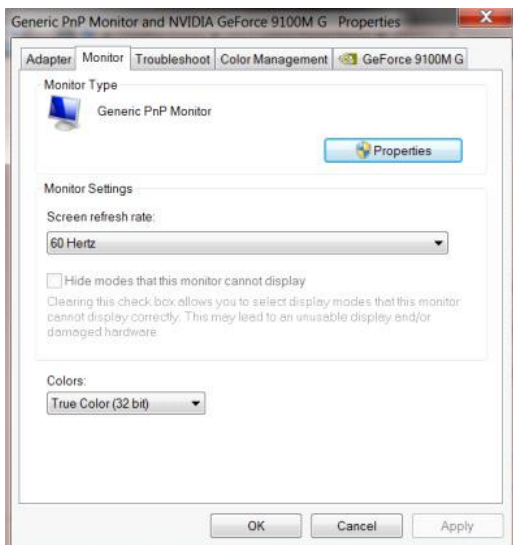 Generic PnP Monitor and NVIDIA GeForce 9100M G Properties
Adapter Monitor Troubleshoot Color Management GeForce 9100M G
Monitor Type
Generic PnP Monitor
Properties
Monitor Settings
Screen refresh rate:
60 Hertz
Hide modes that this monitor cannot display
Clearing this check box allows you to select display modes that this monitor
cannot display correctly. This may lead to an unusable display and/or
damaged hardware.
Colors:
True Color (32 bit)
OK Cancel Apply